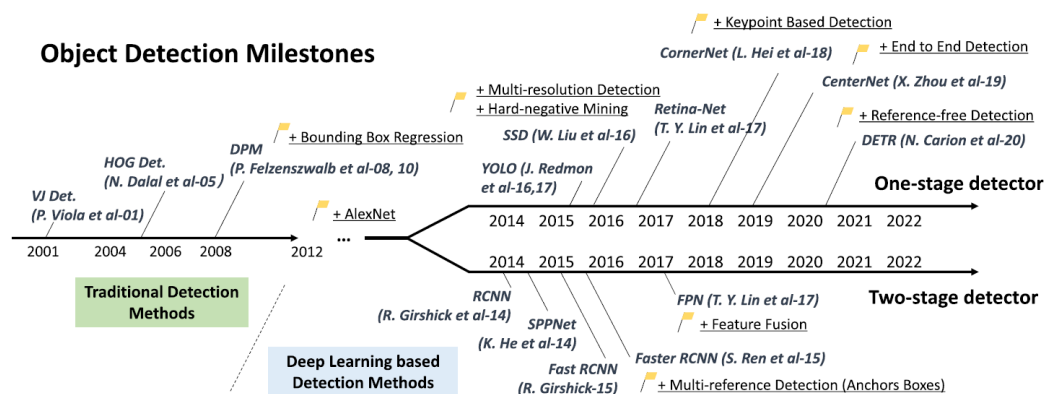 Object Detection Milestones
+ Keypoint Based Detection
CornerNet (L. Hei et al-18)
+ End to End Detection
CenterNet (X. Zhou et al-19)
+ Multi-resolution Detection
+ Hard-negative Mining
SSD (W. Liu et al-16)
Retina-Net
(T. Y. Lin et al-17)
+ Reference-free Detection
DETR (N. Carion et al-20)
+ Bounding Box Regression
DPM
(P. Felzenszwalb et al-08, 10)
HOG Det.
(N. Dalal et al-05)
VJ Det.
(P. Viola et al-01)
YOLO (J. Redmon
et al-16,17)
+ AlexNet
One-stage detector
2014 2015 2016 2017 2018 2019 2020 2021 2022
2001 2004 2006 2008 2012 ...
2014 2015 2016 2017 2018 2019 2020 2021 2022
Two-stage detector
Traditional Detection
Methods
RCNN
(R. Girshick et al-14)
SPPNet
(K. He et al-14)
FPN (T. Y. Lin et al-17)
+ Feature Fusion
Deep Learning based
Detection Methods
Fast RCNN
(R. Girshick-15)
Faster RCNN (S. Ren et al-15)
+ Multi-reference Detection (Anchors Boxes)